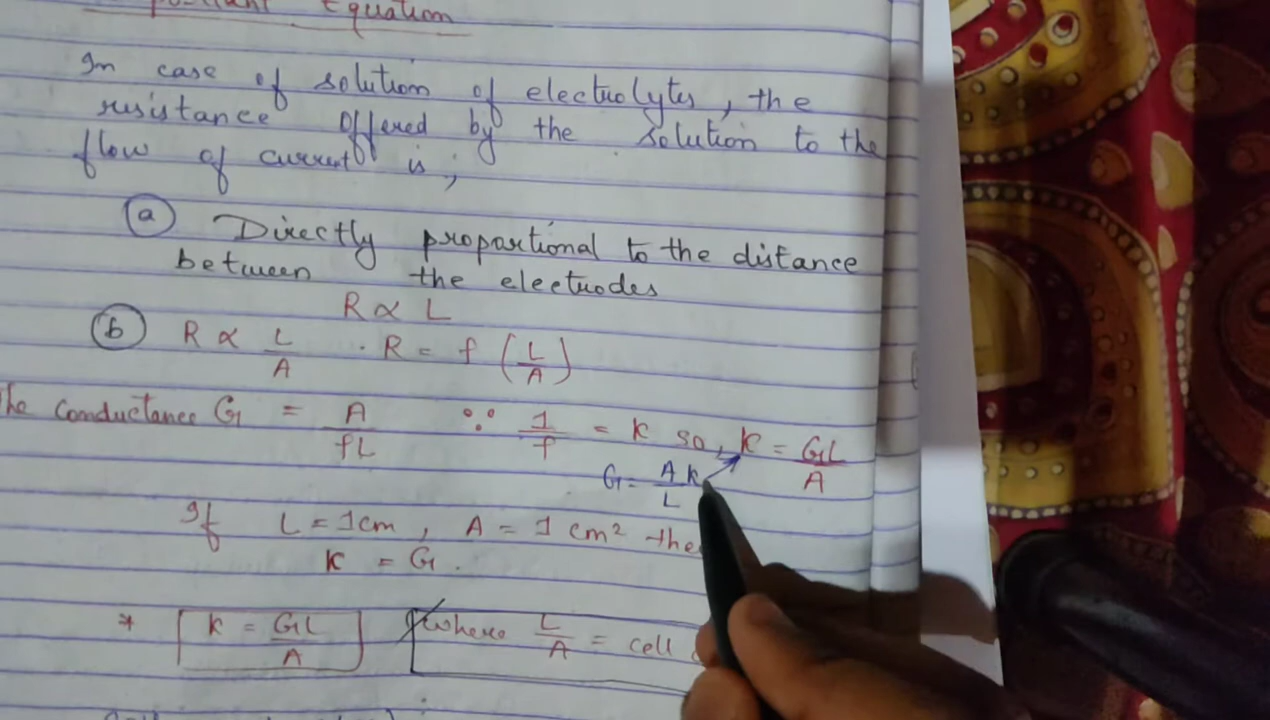 Equation
In case of solution of electrolytes, the
resistance offered by the solution to the
flow of current is;
(a) Directly proportional to the distance
between the electrodes
R ∝ L
(b) R ∝ L/A . R = f (L/A)
The Conductance G = A/fL ∵ 1/f = K so, K = GL/A
G = A K/L
If L = 1cm, A = 1 cm² the
K = G.
* K = GL/A where L/A = cell